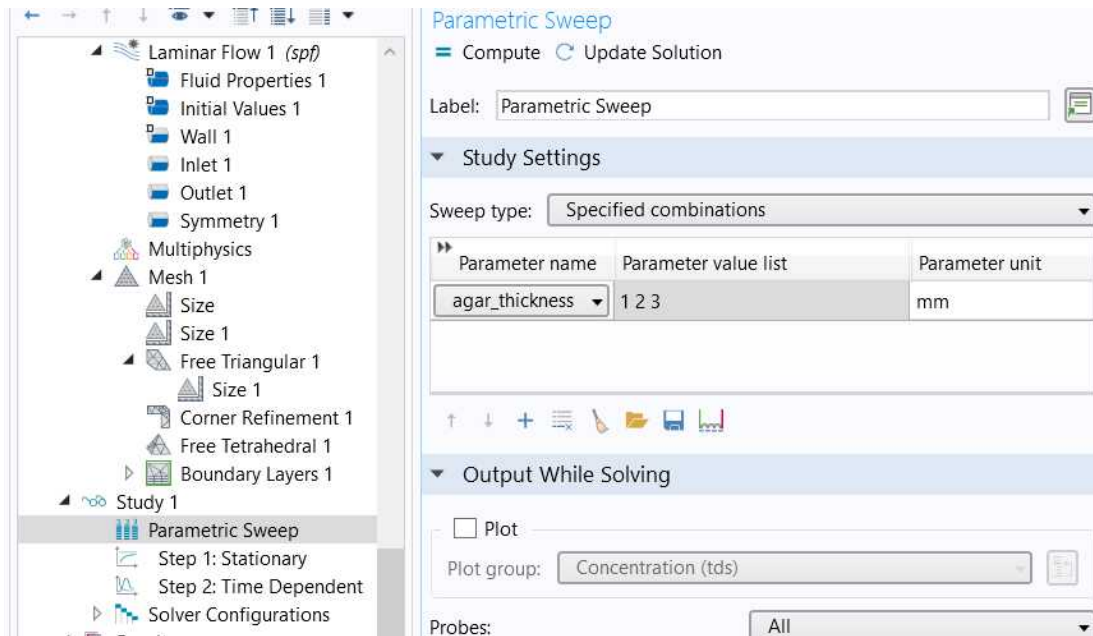 Laminar Flow 1 (spf)
Fluid Properties 1
Initial Values 1
Wall 1
Inlet 1
Outlet 1
Symmetry 1
Multiphysics
Mesh 1
Size
Size 1
Free Triangular 1
Size 1
Corner Refinement 1
Free Tetrahedral 1
Boundary Layers 1
Study 1
Parametric Sweep
Step 1: Stationary
Step 2: Time Dependent
Solver Configurations
Parametric Sweep
= Compute Update Solution
Label: Parametric Sweep
Study Settings
Sweep type: Specified combinations
Parameter name Parameter value list Parameter unit
agar_thickness 1 2 3 mm
Output While Solving
Plot
Plot group: Concentration (tds)
Probes: All